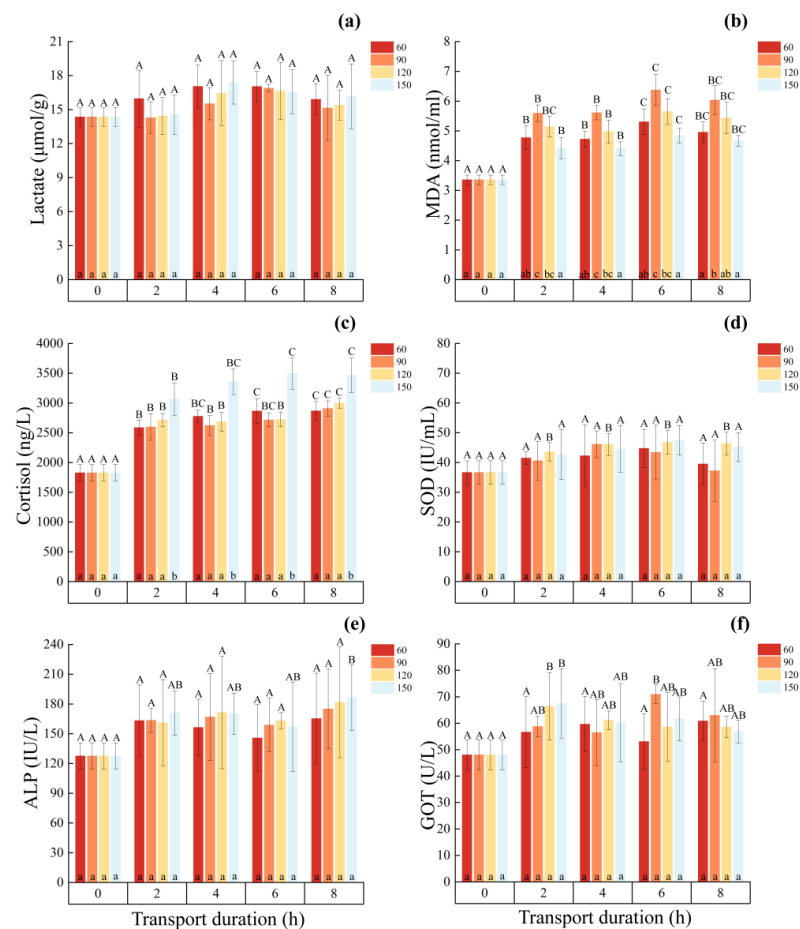 (a)
Lactate (μmol/g)
21
18
15
12
9
6
3
0
A A A A A A A A A A A A A A A A A A A A
a a a a a a a a a a a a a a a a a a a a
0 2 4 6 8
60
90
120
150
(b)
MDA (nmol/ml)
8
7
6
5
4
3
2
1
0
A A A A B B B A B B A B C C C A BC BC BC BC
a a a a ab c bc a ab c bc a ab c bc a a b ab a
0 2 4 6 8
60
90
120
150
(c)
Cortisol (ng/L)
4000
3500
3000
2500
2000
1500
1000
500
0
A A A A B B B B BC B B BC C BC BC C C C C C
a a a a a a a b a a a b a a a b a a a b
0 2 4 6 8
60
90
120
150
(d)
SOD (IU/mL)
80
70
60
50
40
30
20
10
0
A A A A A A B A A A A A A A B A A A B A
a a a a a a a a a a a a a a a a a a a a
0 2 4 6 8
60
90
120
150
(e)
ALP (IU/L)
240
210
180
150
120
90
60
30
0
A A A A A A A AB A A A AB A A A AB A A A B
a a a a a a a a a a a a a a a a a a a a
0 2 4 6 8
Transport duration (h)
60
90
120
150
(f)
GOT (U/L)
90
80
70
60
50
40
30
20
10
0
A A A A A AB B B A AB AB AB A B AB AB A AB AB AB
a a a a a a a a a a a a a a a a a a a a
0 2 4 6 8
Transport duration (h)
60
90
120
150